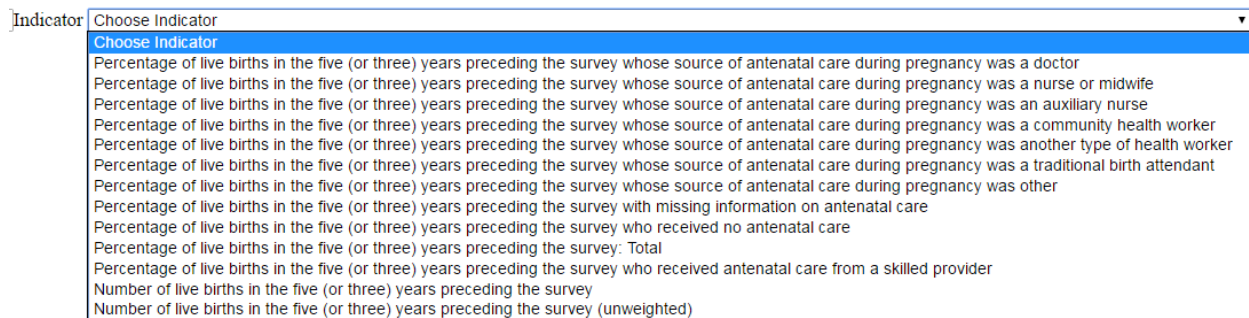 Indicator Choose Indicator
Choose Indicator
Percentage of live births in the five (or three) years preceding the survey whose source of antenatal care during pregnancy was a doctor
Percentage of live births in the five (or three) years preceding the survey whose source of antenatal care during pregnancy was a nurse or midwife
Percentage of live births in the five (or three) years preceding the survey whose source of antenatal care during pregnancy was an auxiliary nurse
Percentage of live births in the five (or three) years preceding the survey whose source of antenatal care during pregnancy was a community health worker
Percentage of live births in the five (or three) years preceding the survey whose source of antenatal care during pregnancy was another type of health worker
Percentage of live births in the five (or three) years preceding the survey whose source of antenatal care during pregnancy was a traditional birth attendant
Percentage of live births in the five (or three) years preceding the survey whose source of antenatal care during pregnancy was other
Percentage of live births in the five (or three) years preceding the survey with missing information on antenatal care
Percentage of live births in the five (or three) years preceding the survey who received no antenatal care
Percentage of live births in the five (or three) years preceding the survey: Total
Percentage of live births in the five (or three) years preceding the survey who received antenatal care from a skilled provider
Number of live births in the five (or three) years preceding the survey
Number of live births in the five (or three) years preceding the survey (unweighted)